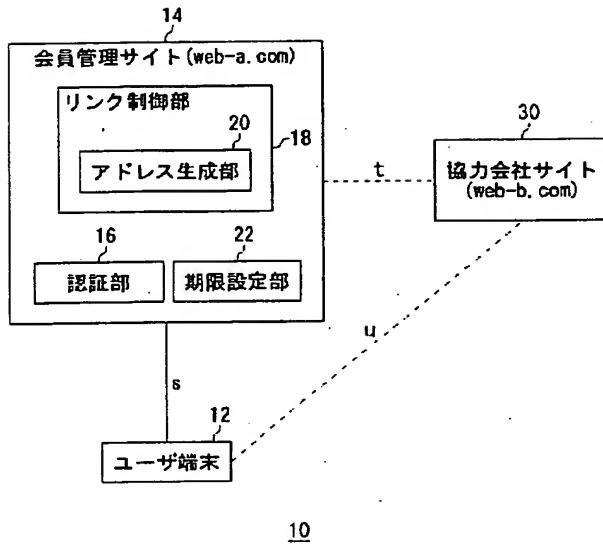 14
会員管理サイト(web-a.com)
リンク制御部
20
18
アドレス生成部
30
協力会社サイト
(web-b.com)
t
16
22
認証部
期限設定部
u
s
12
ユーザ端末
10